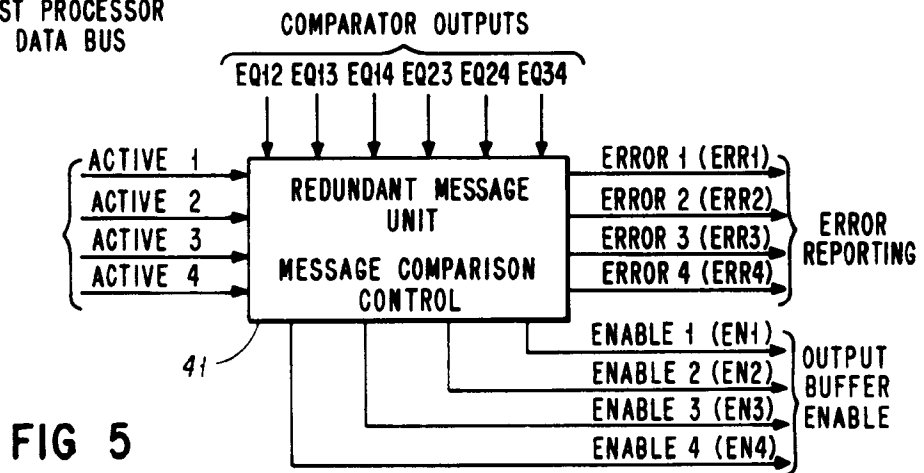 ST PROCESSOR
DATA BUS
COMPARATOR OUTPUTS
EQ12 EQ13 EQ14 EQ23 EQ24 EQ34
ACTIVE 1
ACTIVE 2
ACTIVE 3
ACTIVE 4
REDUNDANT MESSAGE
UNIT
MESSAGE COMPARISON
CONTROL
41
ERROR 1 (ERR1)
ERROR 2 (ERR2)
ERROR 3 (ERR3)
ERROR 4 (ERR4)
ERROR
REPORTING
ENABLE 1 (EN1)
ENABLE 2 (EN2)
ENABLE 3 (EN3)
ENABLE 4 (EN4)
OUTPUT
BUFFER
ENABLE
FIG 5